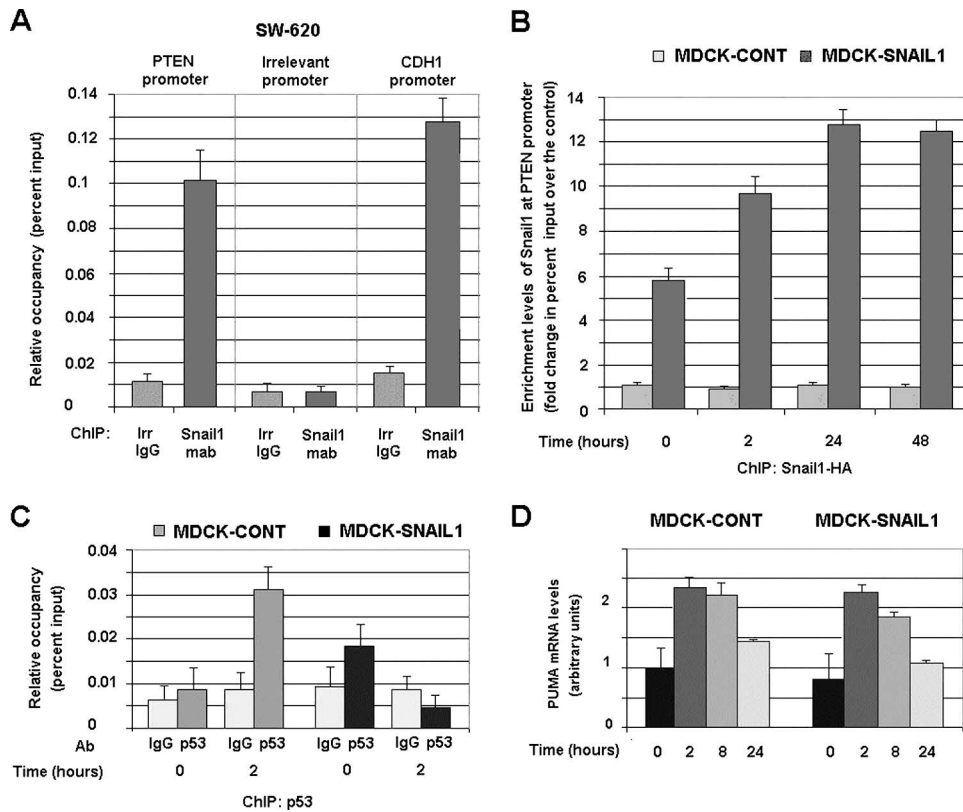 A
SW-620
PTEN promoter
Irrelevant promoter
CDH1 promoter
Relative occupancy (percent input)
0.14
0.12
0.1
0.08
0.06
0.04
0.02
0
ChIP:
Irr IgG
Snail1 mab
Irr IgG
Snail1 mab
Irr IgG
Snail1 mab
B
MDCK-CONT
MDCK-SNAIL1
Enrichment levels of Snail1 at PTEN promoter
(fold change in percent input over the control)
14
12
10
8
6
4
2
1
0
Time (hours)
0
2
24
48
ChIP: Snail1-HA
C
MDCK-CONT
MDCK-SNAIL1
Relative occupancy
(percent input)
0.04
0.03
0.02
0.01
0
Ab
IgG p53
IgG p53
IgG p53
IgG p53
Time (hours)
0
2
0
2
ChIP: p53
D
MDCK-CONT
MDCK-SNAIL1
PUMA mRNA levels
(arbitrary units)
2
1
0
Time (hours)
0 2 8 24
0 2 8 24